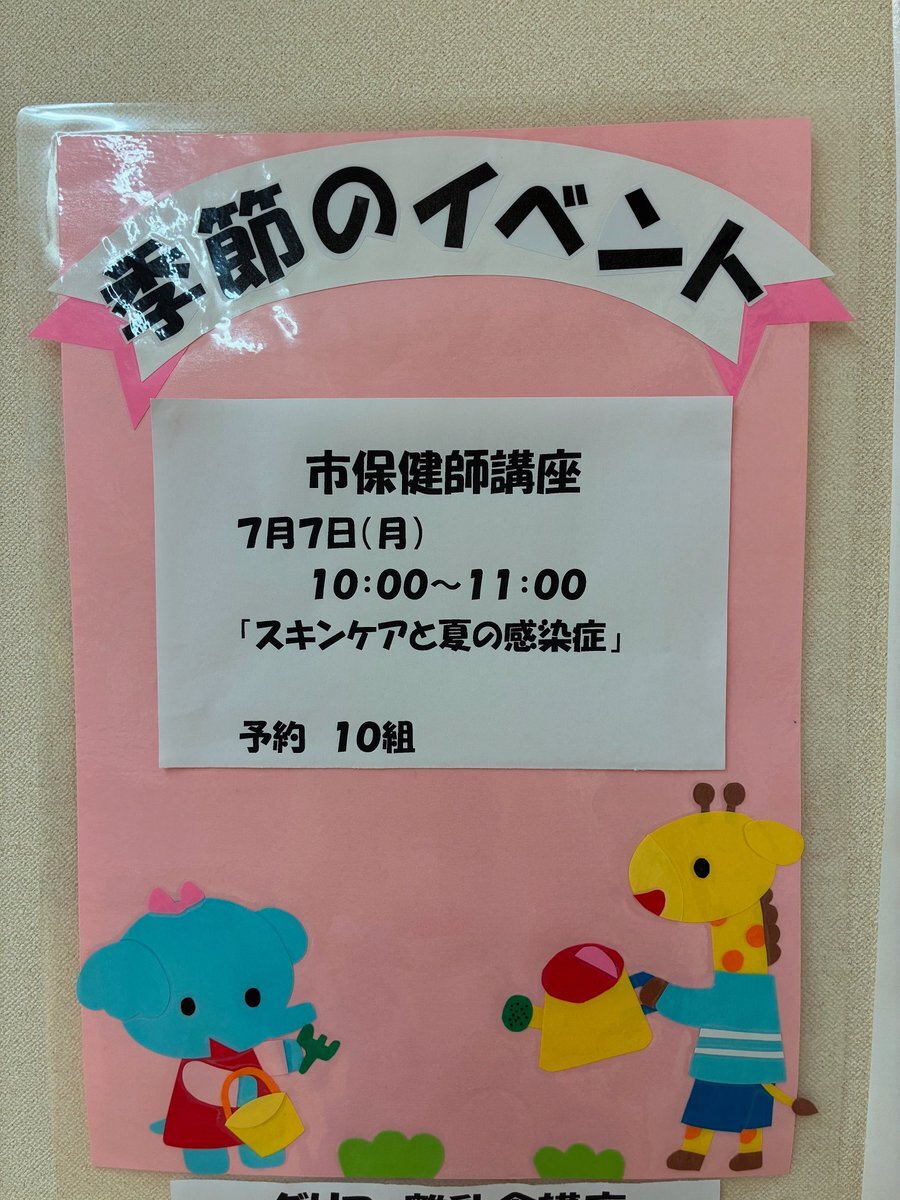 季節のイベント
市保健師講座
7月7日(月)
10:00～11:00
「スキンケアと夏の感染症」
予約 10組